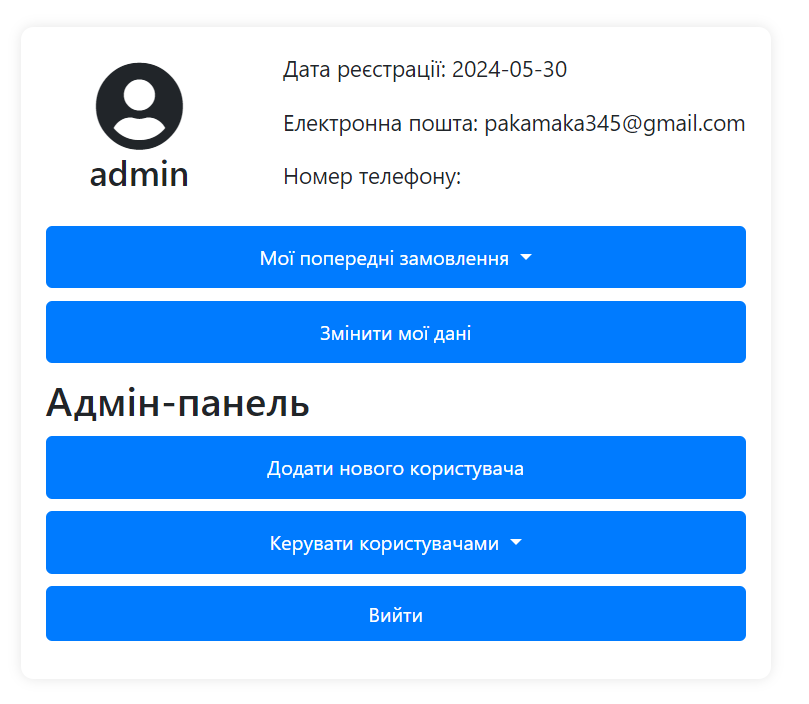 admin
Дата реєстрації: 2024-05-30
Електронна пошта: pakamaka345@gmail.com
Номер телефону:
Мої попередні замовлення
Змінити мої дані
Адмін-панель
Додати нового користувача
Керувати користувачами
Вийти